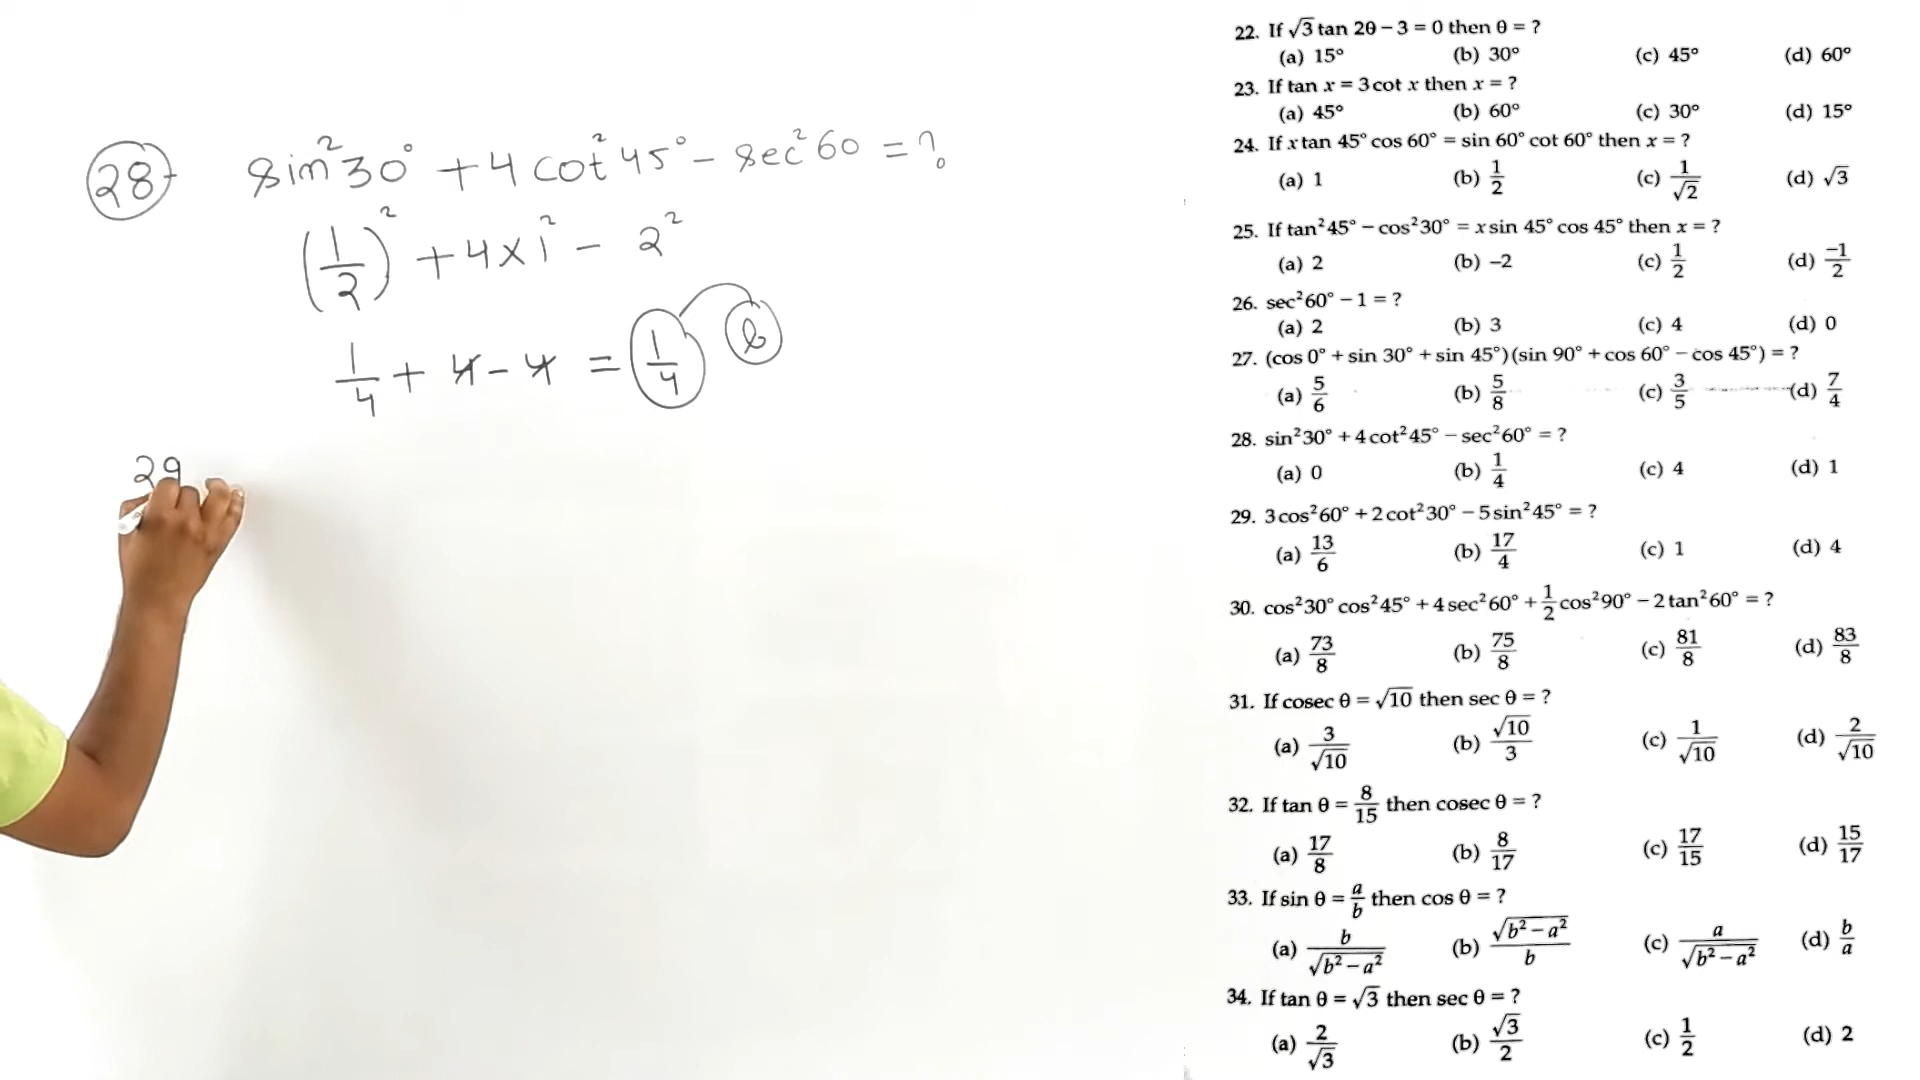 28 sin²30° + 4 cot²45° - sec²60 = ?
(1/2)² + 4×1² - 2²
1/4 + 4 - 4 = 1/4 b
29
22. If √3 tan 2θ – 3 = 0 then θ = ?
(a) 15° (b) 30° (c) 45° (d) 60°
23. If tan x = 3 cot x then x = ?
(a) 45° (b) 60° (c) 30° (d) 15°
24. If x tan 45° cos 60° = sin 60° cot 60° then x = ?
(a) 1 (b) 1/2 (c) 1/√2 (d) √3
25. If tan²45° – cos²30° = x sin 45° cos 45° then x = ?
(a) 2 (b) –2 (c) 1/2 (d) –1/2
26. sec²60° – 1 = ?
(a) 2 (b) 3 (c) 4 (d) 0
27. (cos 0° + sin 30° + sin 45°)(sin 90° + cos 60° – cos 45°) = ?
(a) 5/6 (b) 5/8 (c) 3/5 (d) 7/4
28. sin²30° + 4 cot²45° – sec²60° = ?
(a) 0 (b) 1/4 (c) 4 (d) 1
29. 3 cos²60° + 2 cot²30° – 5 sin²45° = ?
(a) 13/6 (b) 17/4 (c) 1 (d) 4
30. cos²30° cos²45° + 4 sec²60° + 1/2 cos²90° – 2 tan²60° = ?
(a) 73/8 (b) 75/8 (c) 81/8 (d) 83/8
31. If cosec θ = √10 then sec θ = ?
(a) 3/√10 (b) √10/3 (c) 1/√10 (d) 2/√10
32. If tan θ = 8/15 then cosec θ = ?
(a) 17/8 (b) 8/17 (c) 17/15 (d) 15/17
33. If sin θ = a/b then cos θ = ?
(a) b/√(b² – a²) (b) √(b² – a²)/b (c) a/√(b² – a²) (d) b/a
34. If tan θ = √3 then sec θ = ?
(a) 2/√3 (b) √3/2 (c) 1/2 (d) 2